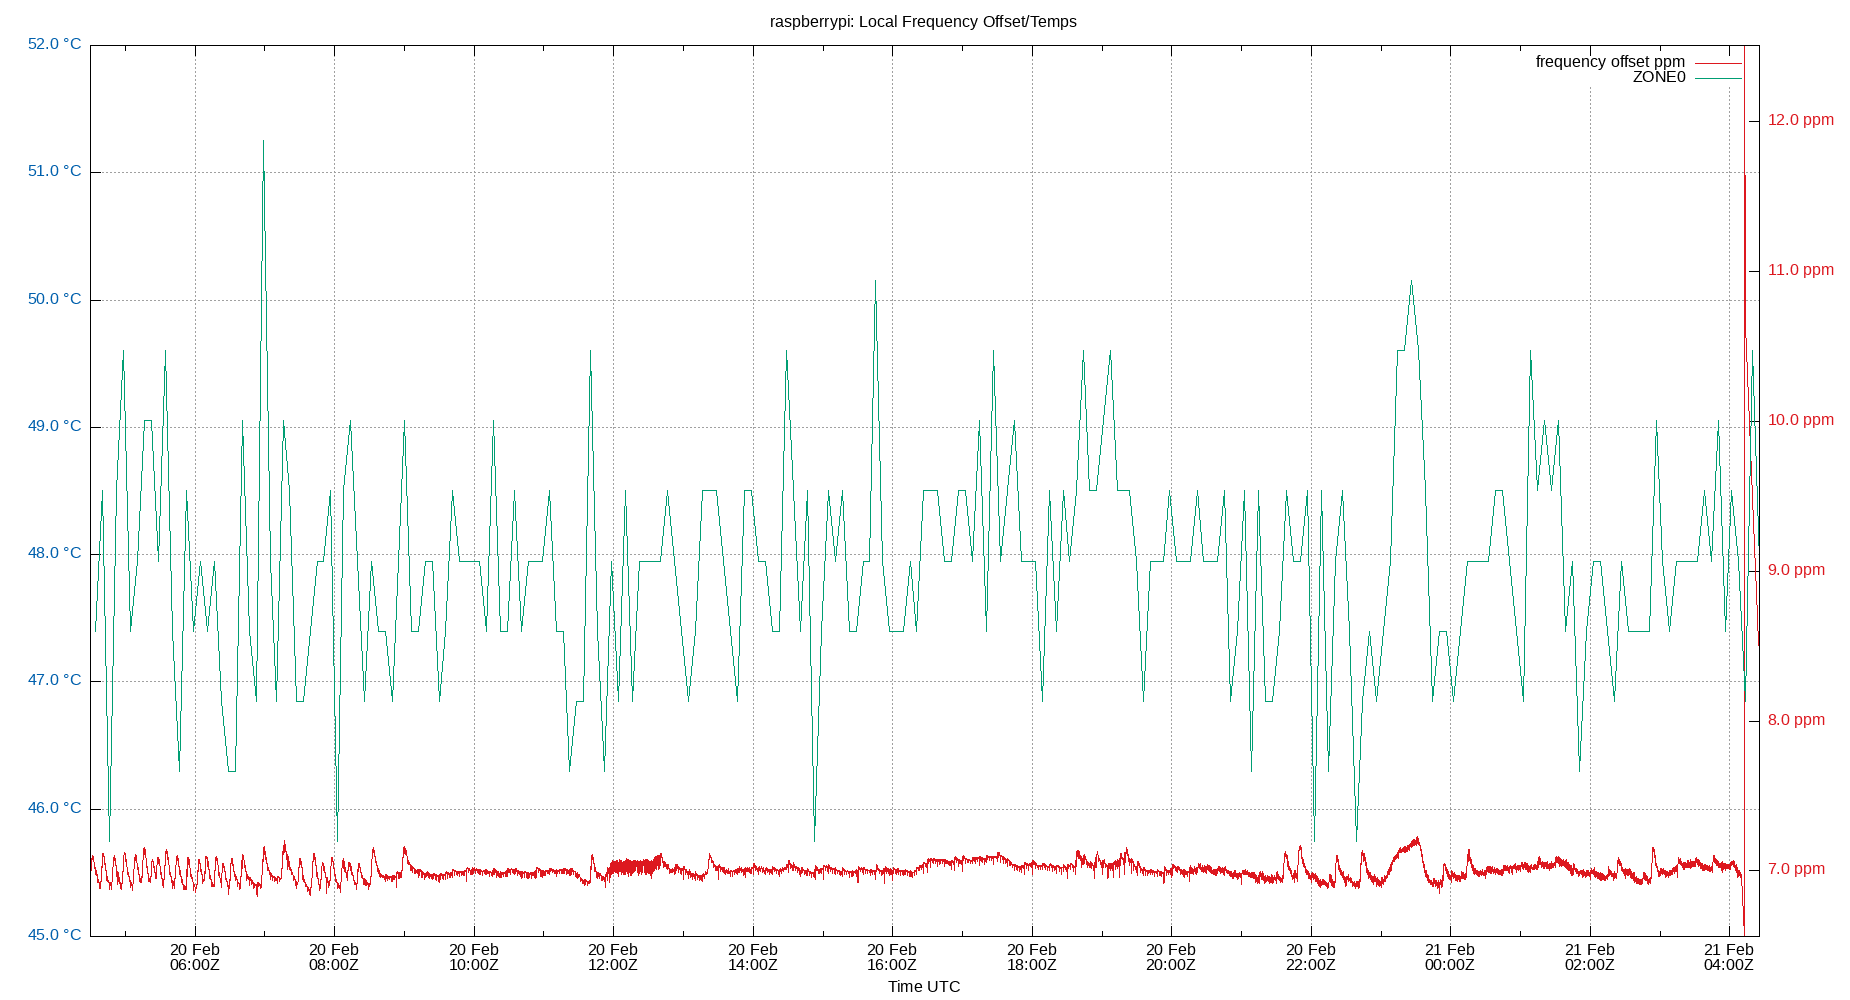 raspberrypi: Local Frequency Offset/Temps
52.0 °C
51.0 °C
50.0 °C
49.0 °C
48.0 °C
47.0 °C
46.0 °C
45.0 °C
frequency offset ppm
ZONE0
12.0 ppm
11.0 ppm
10.0 ppm
9.0 ppm
8.0 ppm
7.0 ppm
20 Feb
06:00Z
20 Feb
08:00Z
20 Feb
10:00Z
20 Feb
12:00Z
20 Feb
14:00Z
20 Feb
16:00Z
20 Feb
18:00Z
20 Feb
20:00Z
20 Feb
22:00Z
21 Feb
00:00Z
21 Feb
02:00Z
21 Feb
04:00Z
Time UTC